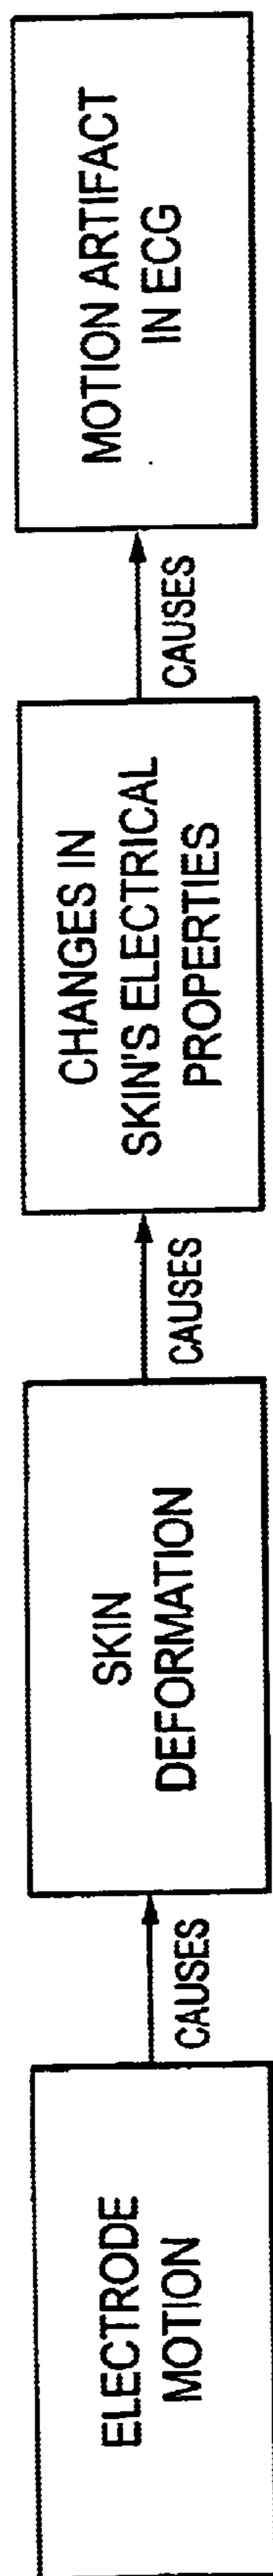 ELECTRODE
MOTION
CAUSES
SKIN
DEFORMATION
CAUSES
CHANGES IN
SKIN'S ELECTRICAL
PROPERTIES
CAUSES
MOTION ARTIFACT
IN ECG